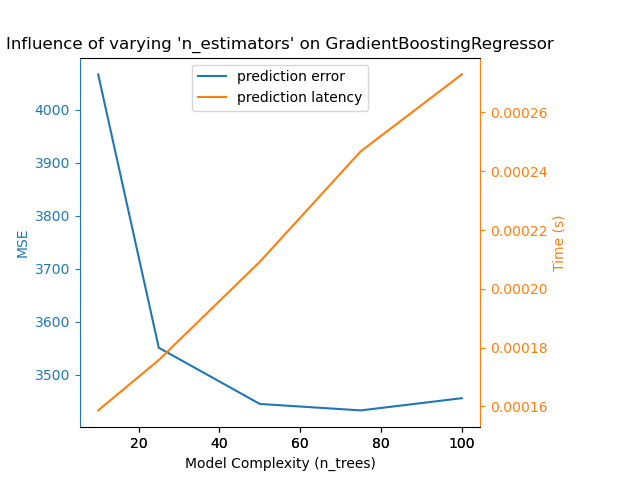 Influence of varying 'n_estimators' on GradientBoostingRegressor
prediction error
prediction latency
4000
3900
3800
3700
3600
3500
MSE
0.00026
0.00024
0.00022
0.00020
0.00018
0.00016
Time (s)
20 40 60 80 100
Model Complexity (n_trees)